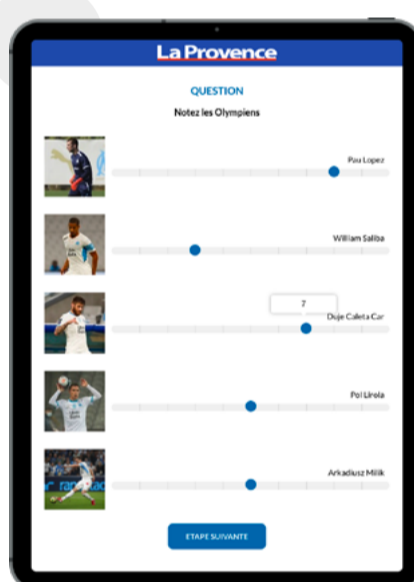 La Provence
QUESTION
Notez les Olympiens
Pau Lopez
William Saliba
7
Duje Caleta Car
Pol Lirola
Arkadiusz Milik
ETAPE SUIVANTE